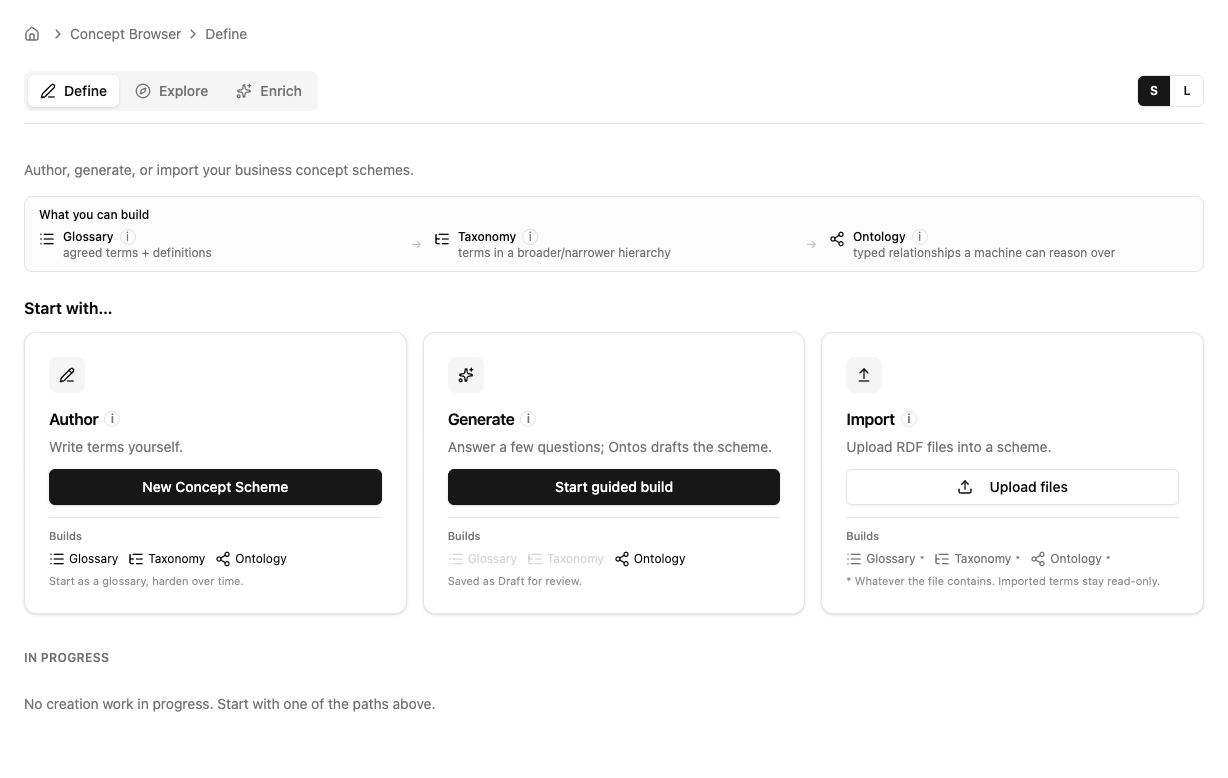 Concept Browser Define
Define Explore Enrich S L
Author, generate, or import your business concept schemes.
What you can build
Glossary i → Taxonomy i → Ontology i
agreed terms + definitions terms in a broader/narrower hierarchy typed relationships a machine can reason over
Start with...
Author i
Write terms yourself.
New Concept Scheme
Builds
Glossary Taxonomy Ontology
Start as a glossary, harden over time.
Generate i
Answer a few questions; Ontos drafts the scheme.
Start guided build
Builds
Glossary Taxonomy Ontology
Saved as Draft for review.
Import i
Upload RDF files into a scheme.
Upload files
Builds
Glossary * Taxonomy * Ontology *
* Whatever the file contains. Imported terms stay read-only.
IN PROGRESS
No creation work in progress. Start with one of the paths above.